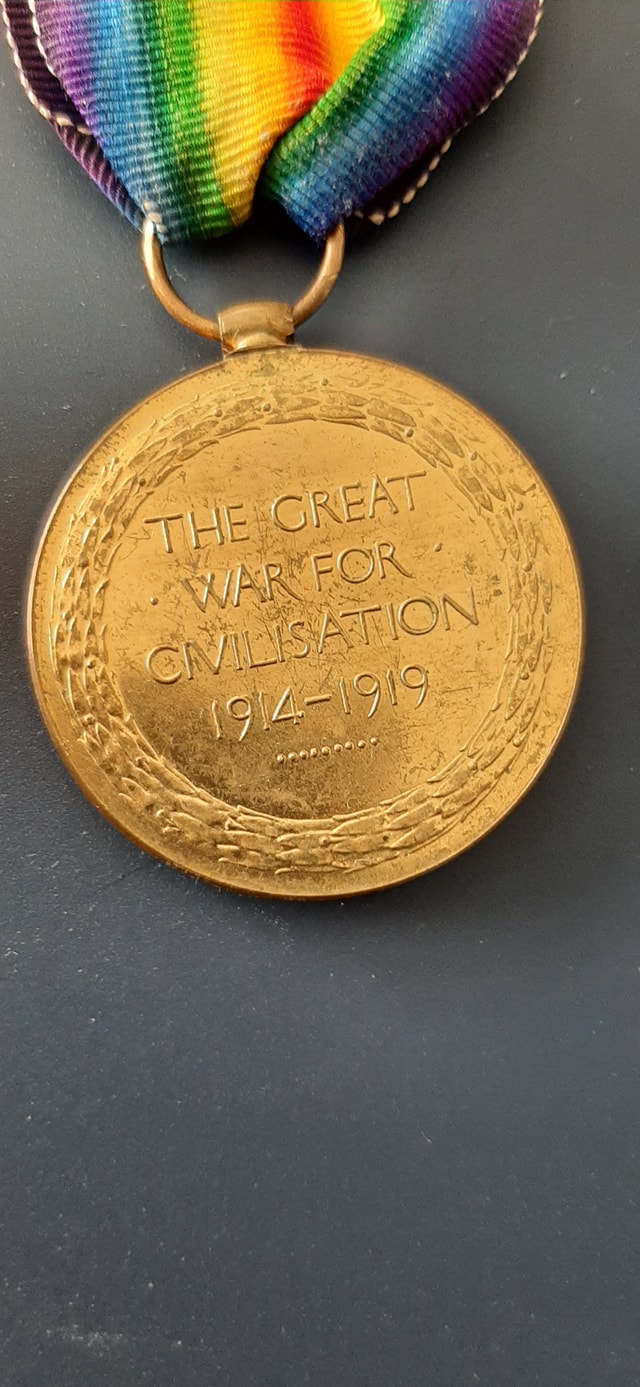 THE GREAT
· WAR FOR ·
CIVILISATION
1914-1919